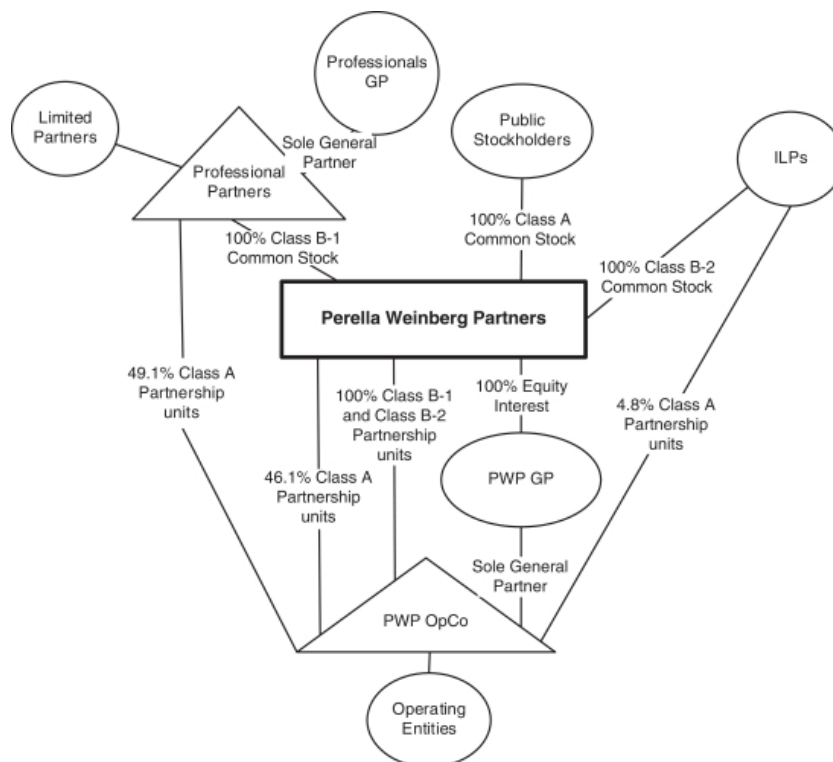 Professionals
GP
Limited
Partners
Public
Stockholders
ILPs
Sole General
Partner
Professional
Partners
100% Class B-1
Common Stock
100% Class A
Common Stock
100% Class B-2
Common Stock
Perella Weinberg Partners
49.1% Class A
Partnership
units
100% Class B-1
and Class B-2
Partnership
units
100% Equity
Interest
4.8% Class A
Partnership
units
46.1% Class A
Partnership
units
PWP GP
Sole General
Partner
PWP OpCo
Operating
Entities